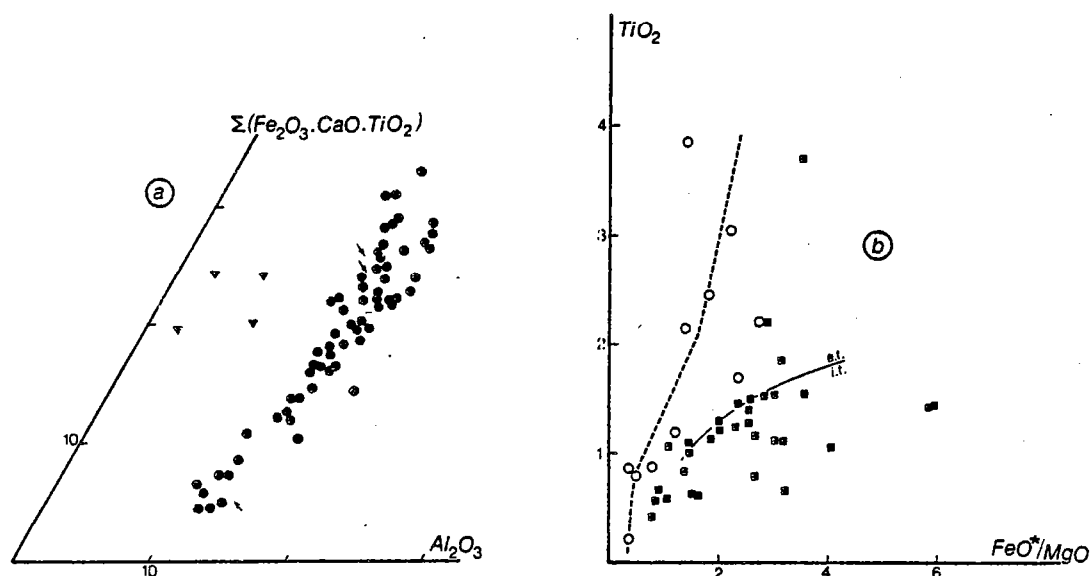 Σ(Fe₂O₃.CaO.TiO₂)
a
10
10
Al₂O₃
TiO₂
4
3
2
1
b
a.t.
i.t.
2
4
6
FeO*/MgO